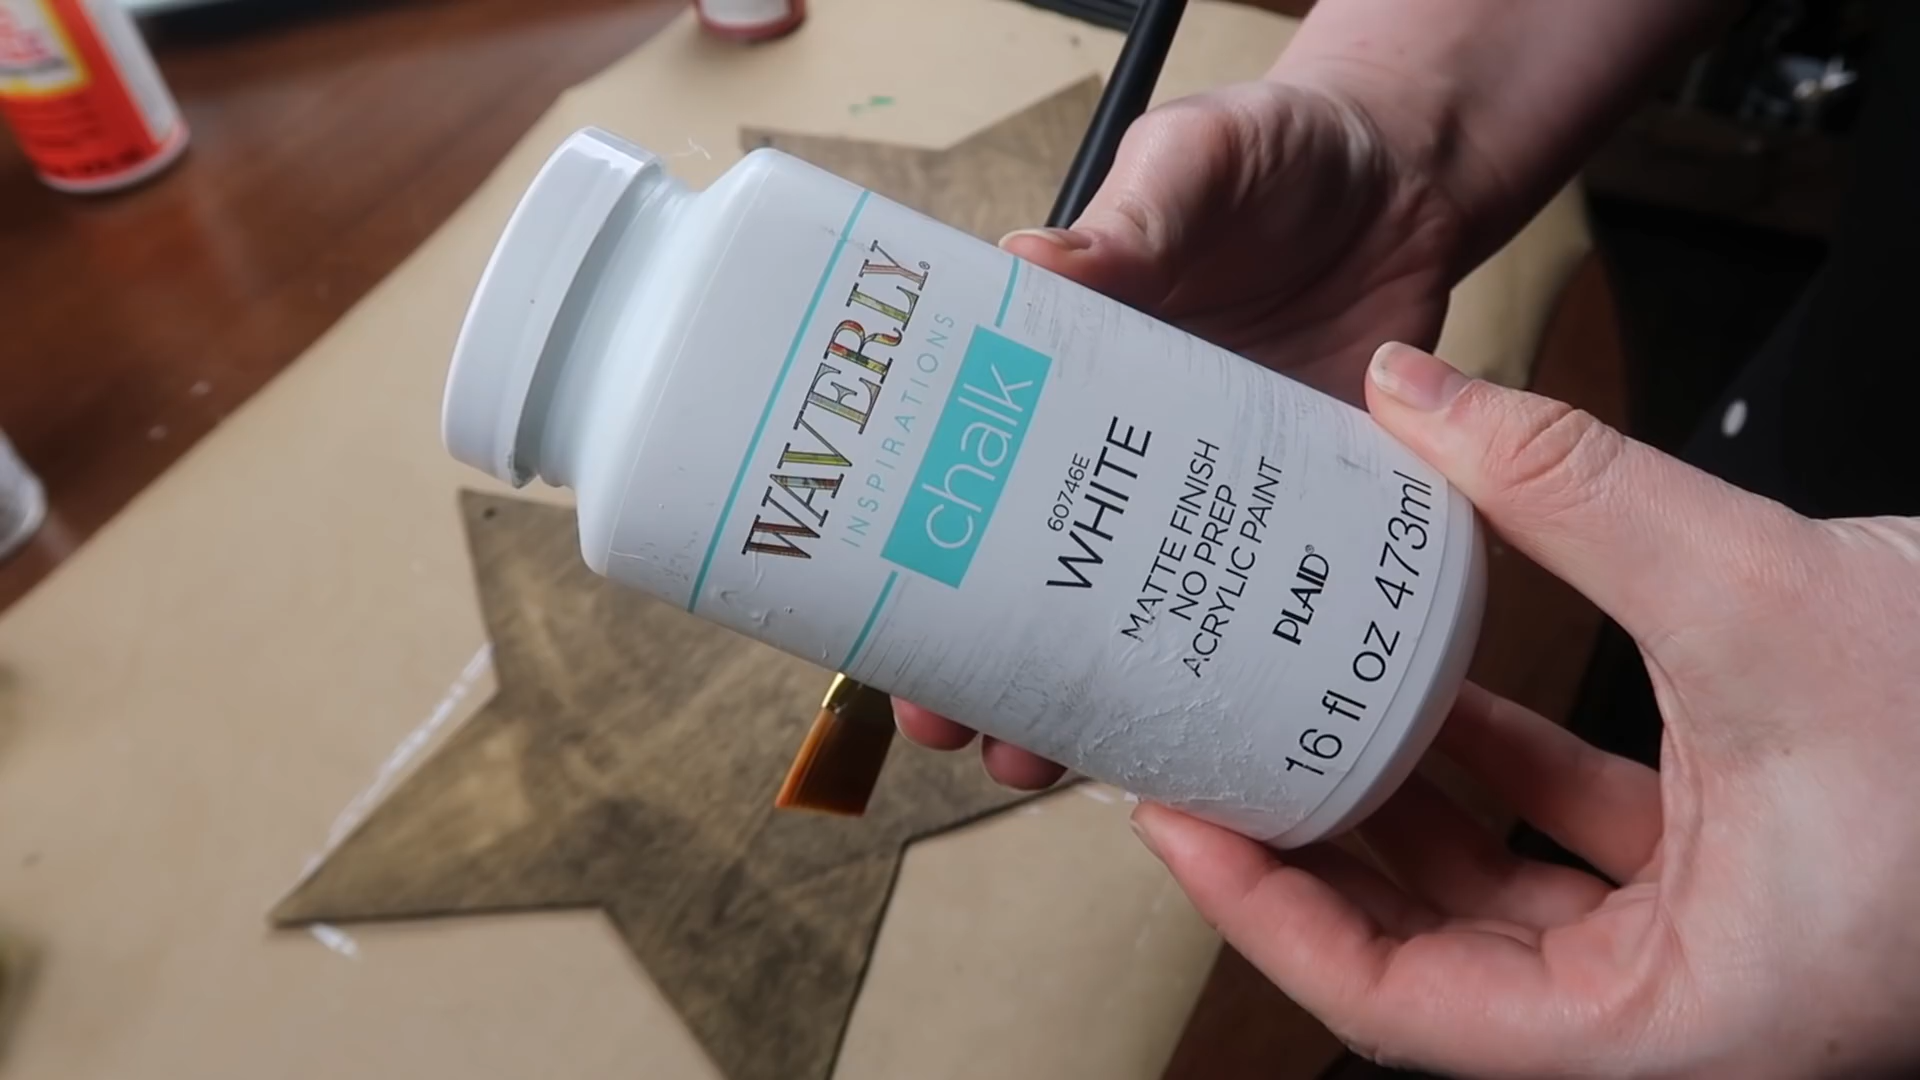 WAVERLY®
INSPIRATIONS
chalk
60746E
WHITE
MATTE FINISH
NO PREP
ACRYLIC PAINT
PLAID®
16 fl oz 473ml